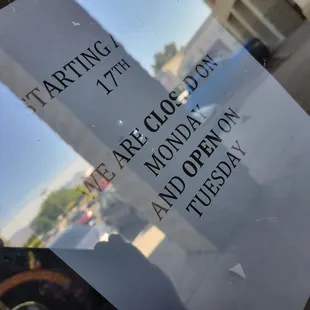 STARTING
17TH
WE ARE CLOSED ON
MONDAY
AND OPEN ON
TUESDAY